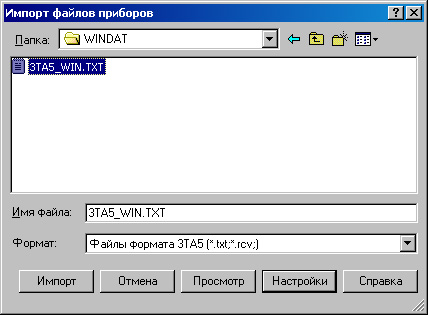 Импорт файлов приборов
Папка: WINDAT
3TA5_WIN.TXT
Имя файла: 3TA5_WIN.TXT
Формат: Файлы формата 3TA5 (*.txt;*.rcv;)
Импорт Отмена Просмотр Настройки Справка